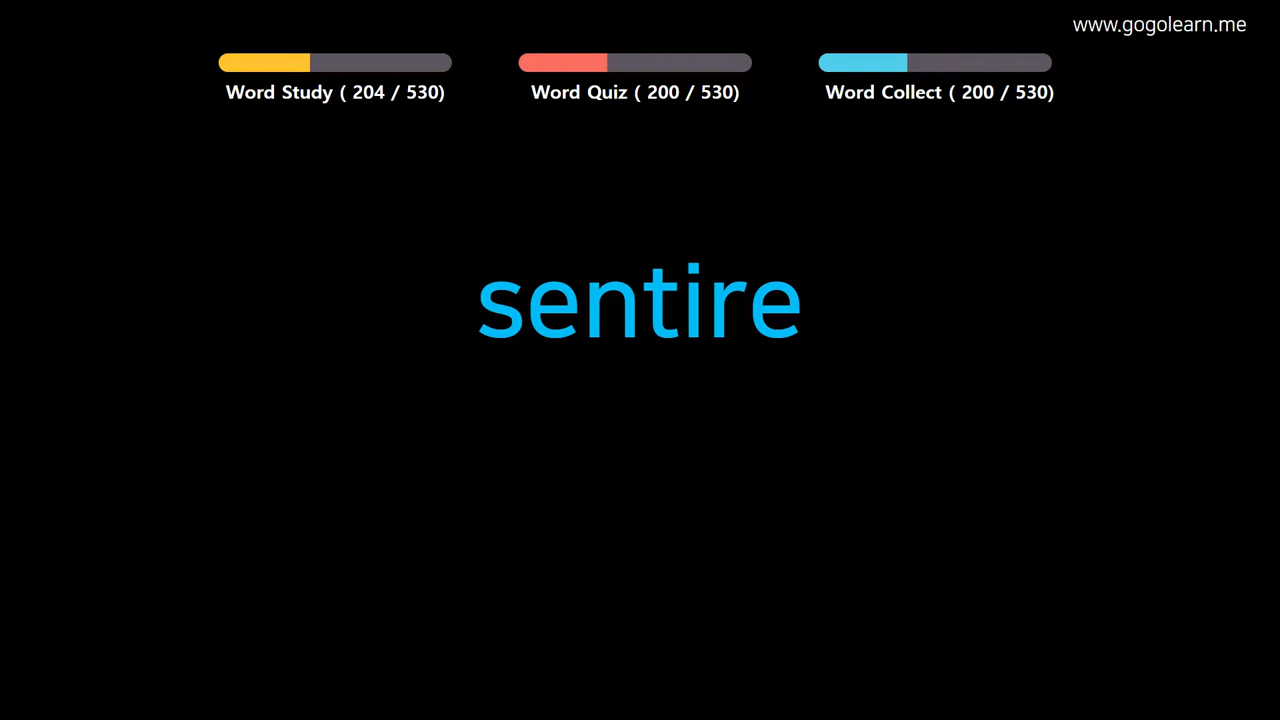 www.gogolearn.me
Word Study ( 204 / 530)
Word Quiz ( 200 / 530)
Word Collect ( 200 / 530)
sentire